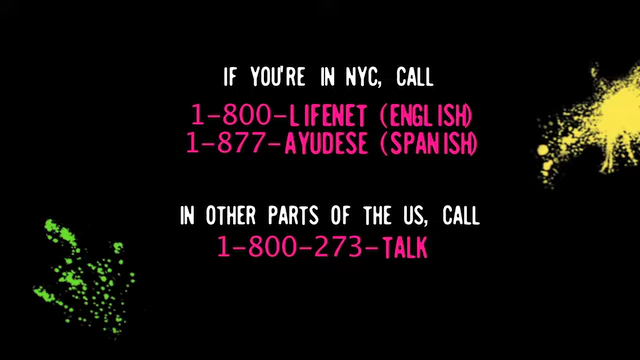 IF YOU'RE IN NYC, CALL
1-800-LIFENET (ENGLISH)
1-877-AYUDESE (SPANISH)
IN OTHER PARTS OF THE US, CALL
1-800-273-TALK